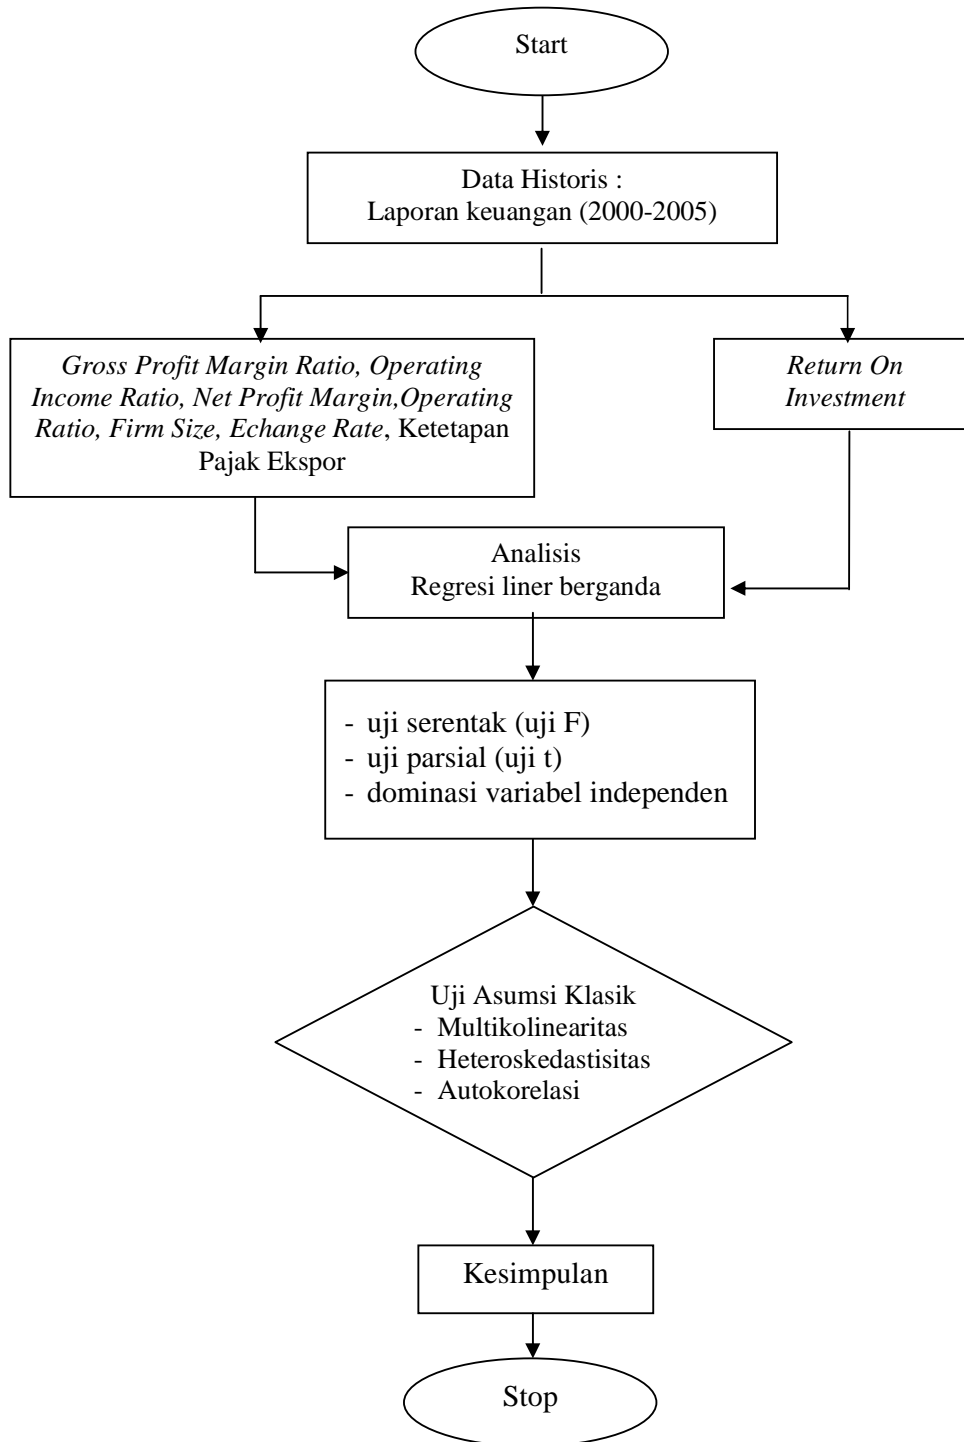 Start
Data Historis :
Laporan keuangan (2000-2005)
Gross Profit Margin Ratio, Operating
Income Ratio, Net Profit Margin,Operating
Ratio, Firm Size, Echange Rate, Ketetapan
Pajak Ekspor
Return On
Investment
Analisis
Regresi liner berganda
- uji serentak (uji F)
- uji parsial (uji t)
- dominasi variabel independen
Uji Asumsi Klasik
- Multikolinearitas
- Heteroskedastisitas
- Autokorelasi
Kesimpulan
Stop